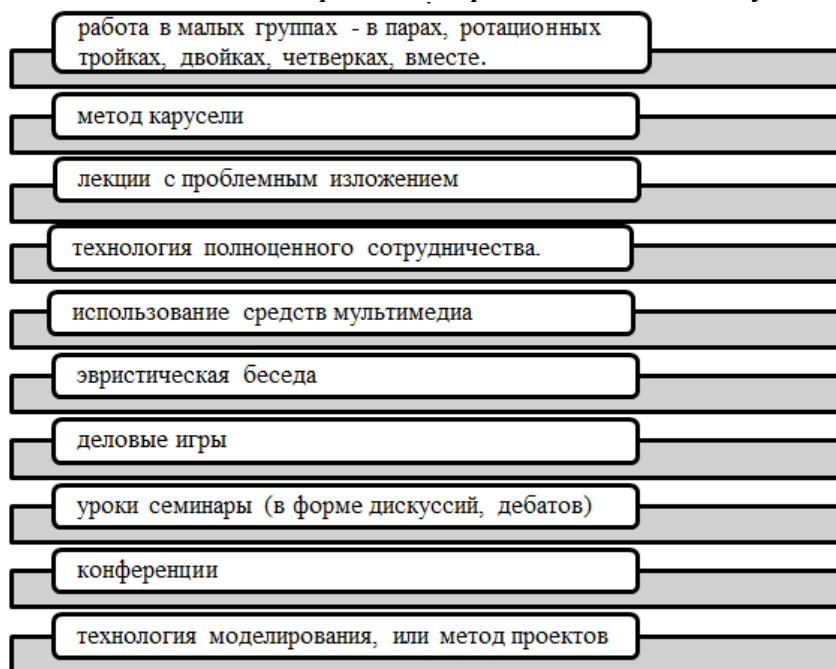 работа в малых группах - в парах, ротационных
тройках, двойках, четверках, вместе.
метод карусели
лекции с проблемным изложением
технология полноценного сотрудничества.
использование средств мультимедиа
эвристическая беседа
деловые игры
уроки семинары (в форме дискуссий, дебатов)
конференции
технология моделирования, или метод проектов